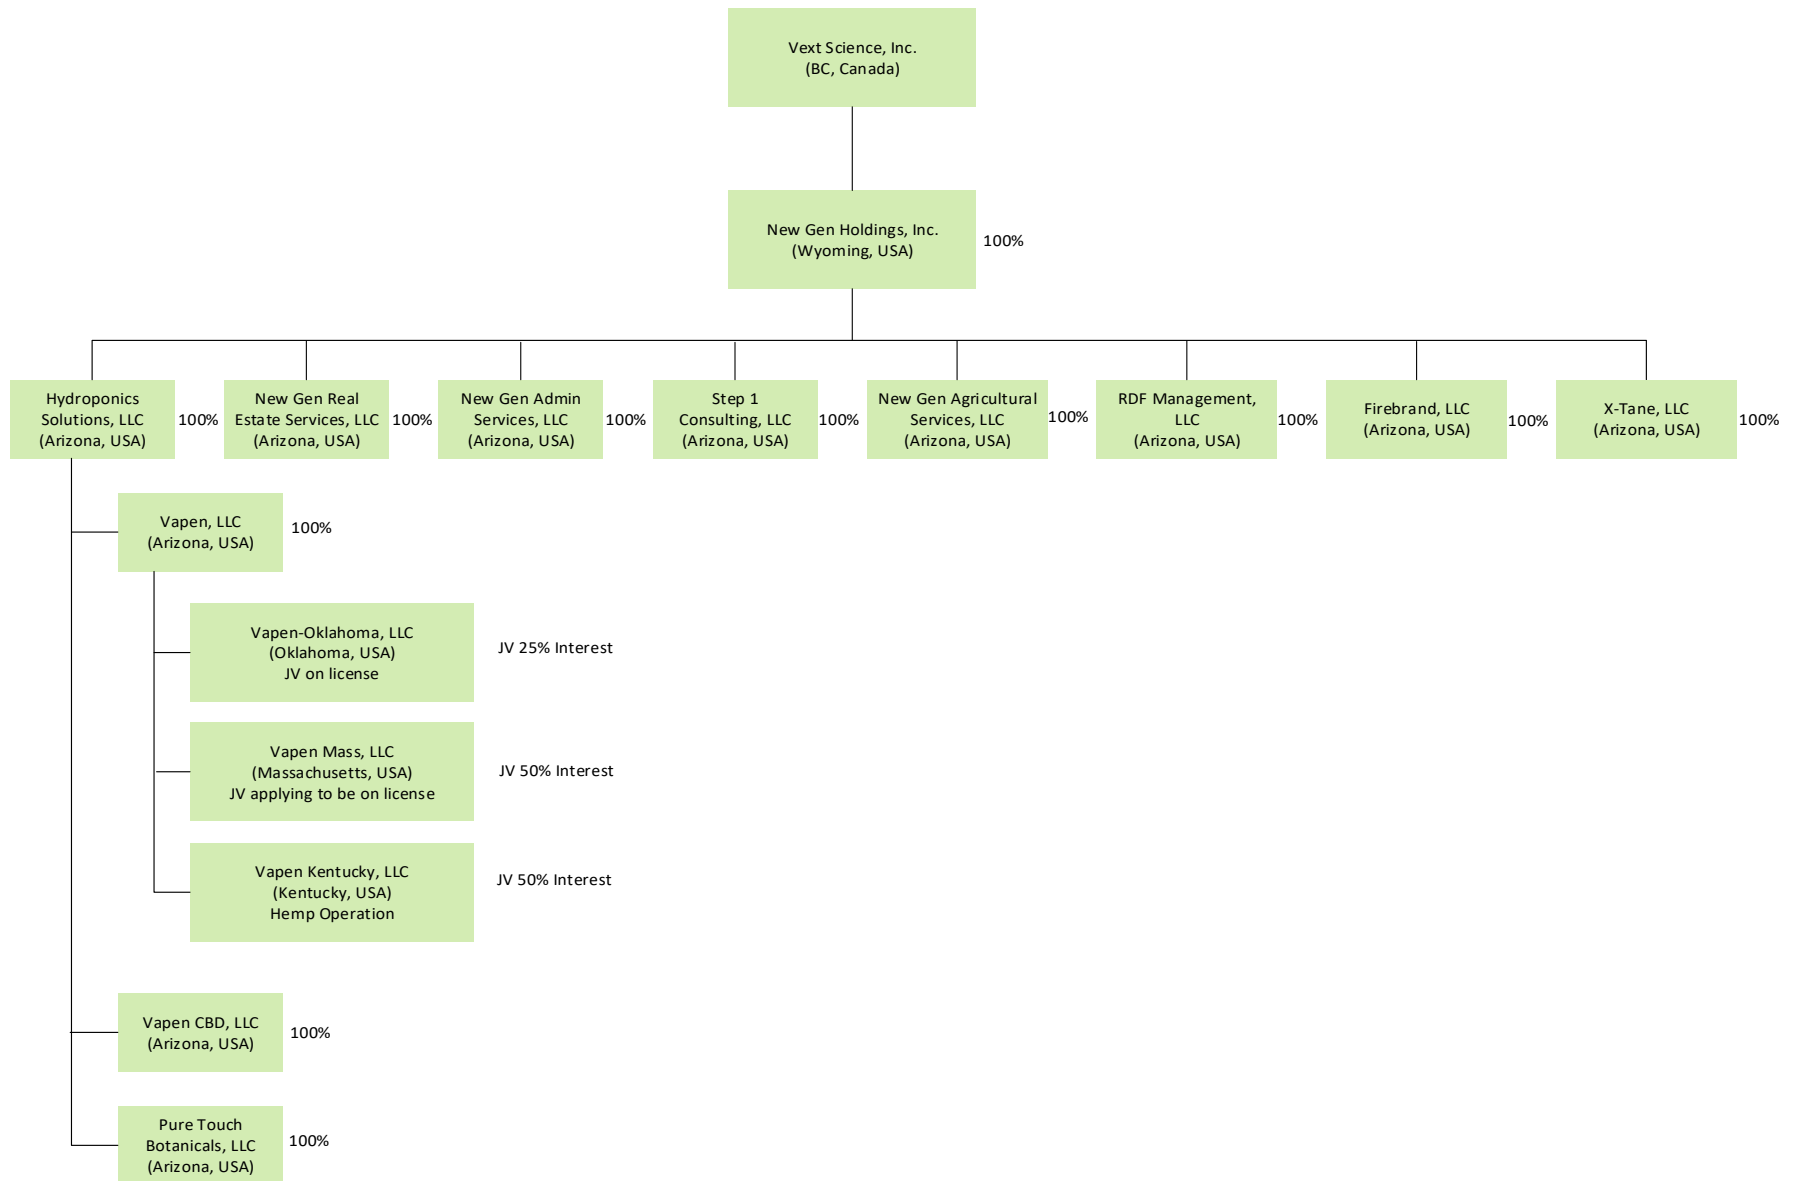 Vext Science, Inc.
(BC, Canada)
New Gen Holdings, Inc.
(Wyoming, USA)
100%
Hydroponics
Solutions, LLC
(Arizona, USA)
100%
New Gen Real
Estate Services, LLC
(Arizona, USA)
100%
New Gen Admin
Services, LLC
(Arizona, USA)
100%
Step 1
Consulting, LLC
(Arizona, USA)
100%
New Gen Agricultural
Services, LLC
(Arizona, USA)
100%
RDF Management,
LLC
(Arizona, USA)
100%
Firebrand, LLC
(Arizona, USA)
100%
X-Tane, LLC
(Arizona, USA)
100%
Vapen, LLC
(Arizona, USA)
100%
Vapen-Oklahoma, LLC
(Oklahoma, USA)
JV on license
JV 25% Interest
Vapen Mass, LLC
(Massachusetts, USA)
JV applying to be on license
JV 50% Interest
Vapen Kentucky, LLC
(Kentucky, USA)
Hemp Operation
JV 50% Interest
Vapen CBD, LLC
(Arizona, USA)
100%
Pure Touch
Botanicals, LLC
(Arizona, USA)
100%